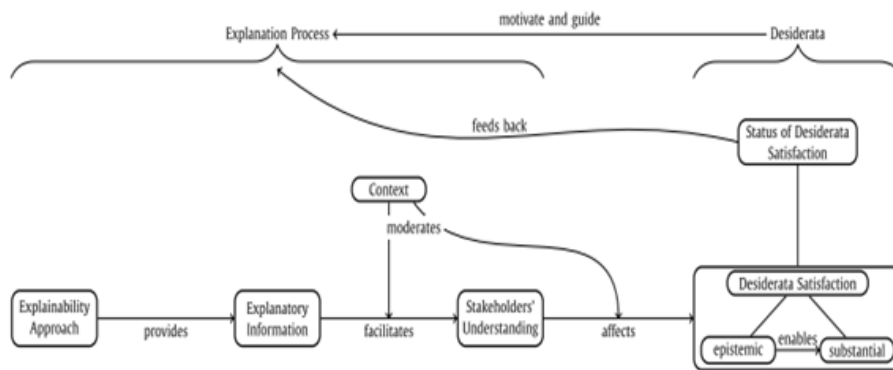 motivate and guide
Explanation Process
Desiderata
feeds back
Status of Desiderata
Satisfaction
Context
moderates
Desiderata Satisfaction
Explainability
Approach
provides
Explanatory
Information
facilitates
Stakeholders'
Understanding
affects
epistemic
enables
substantial